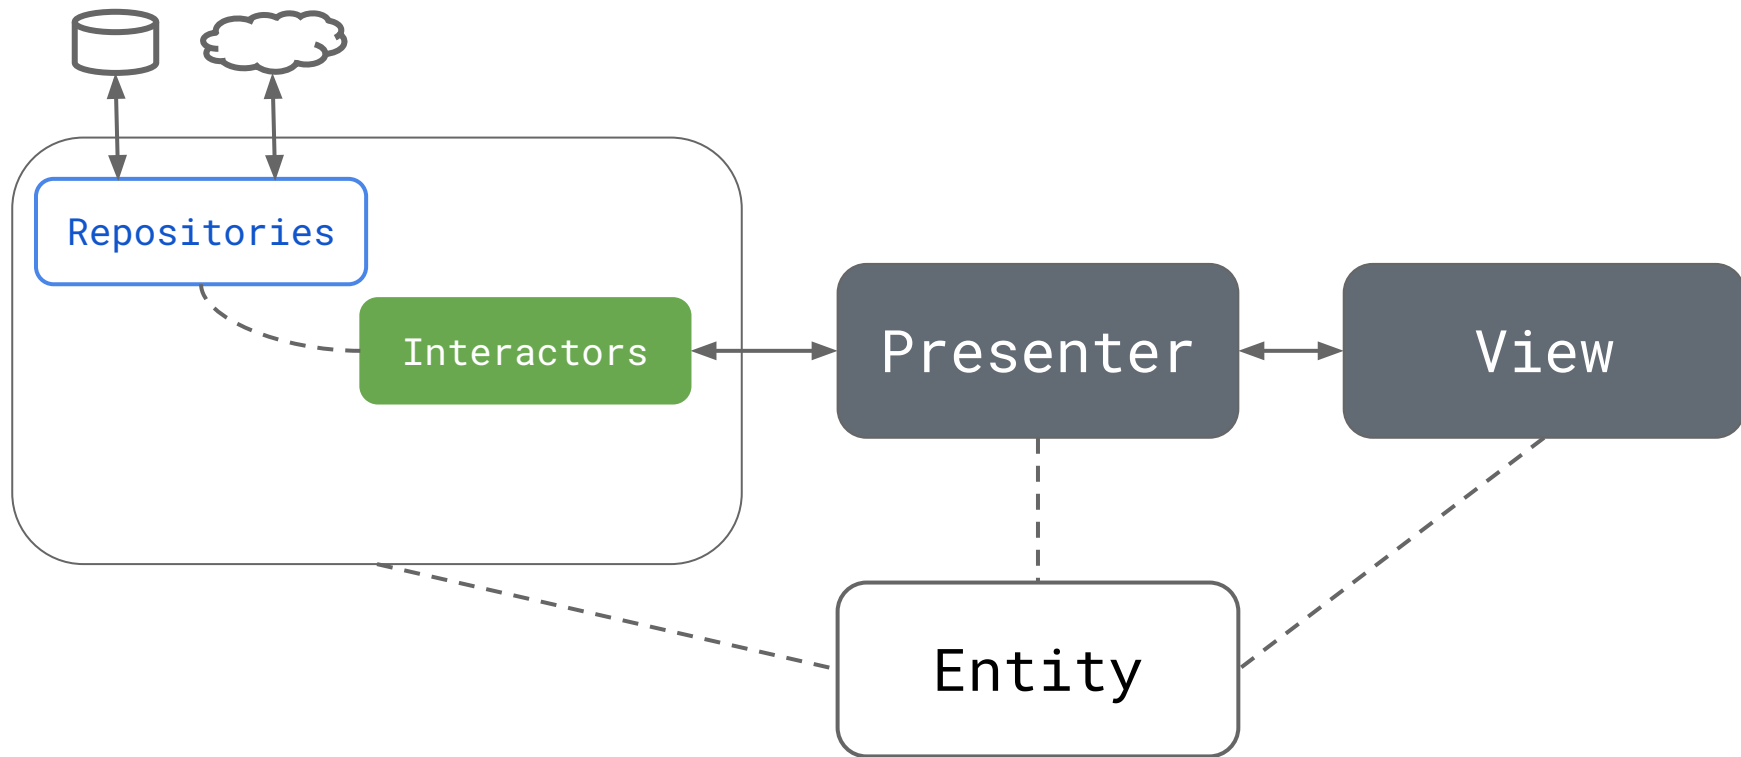 Repositories
Interactors
Presenter
View
Entity